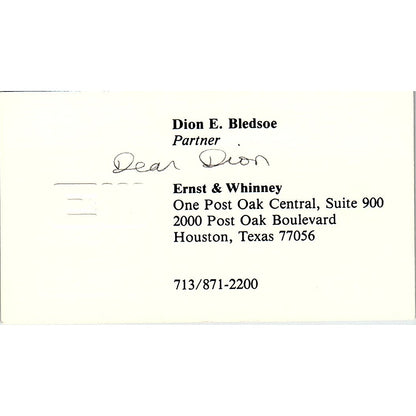 Dion E. Bledsoe
Partner
Dear Dion
Ernst & Whinney
One Post Oak Central, Suite 900
2000 Post Oak Boulevard
Houston, Texas 77056
713/871-2200